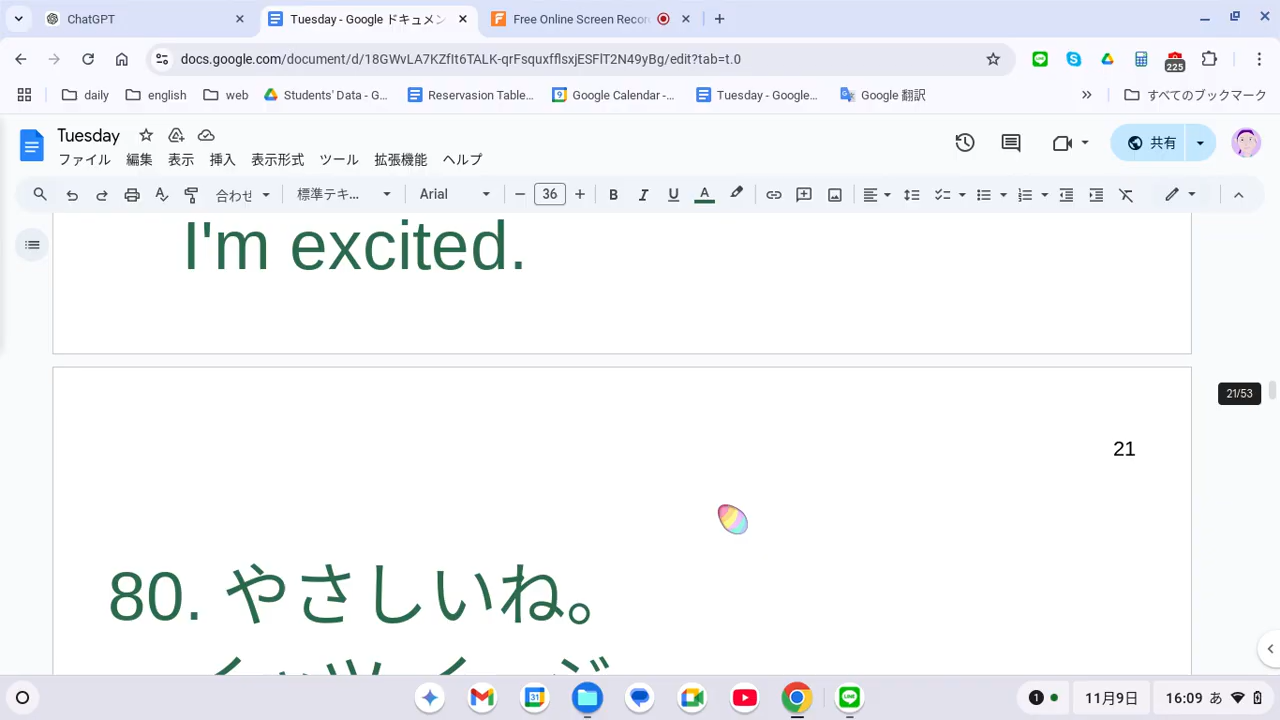 ChatGPT
Tuesday - Google ドキュメン
Free Online Screen Recor
docs.google.com/document/d/13GWvLA7KZfIt6TALK-qrFsquxfflsxjESFlT2N49yBg/edit?tab=t.0
225
daily
english
web
Students' Data - G...
Reservasion Table...
Google Calendar -...
Tuesday - Google...
Google 翻訳
すべてのブックマーク
Tuesday
共有
ファイル 編集 表示 挿入 表示形式 ツール 拡張機能 ヘルプ
合わせ
標準テキ...
Arial
36
B I U A
I'm excited.
21/53
21
80. やさしいね。
31
1
11月9日
16:09 あ